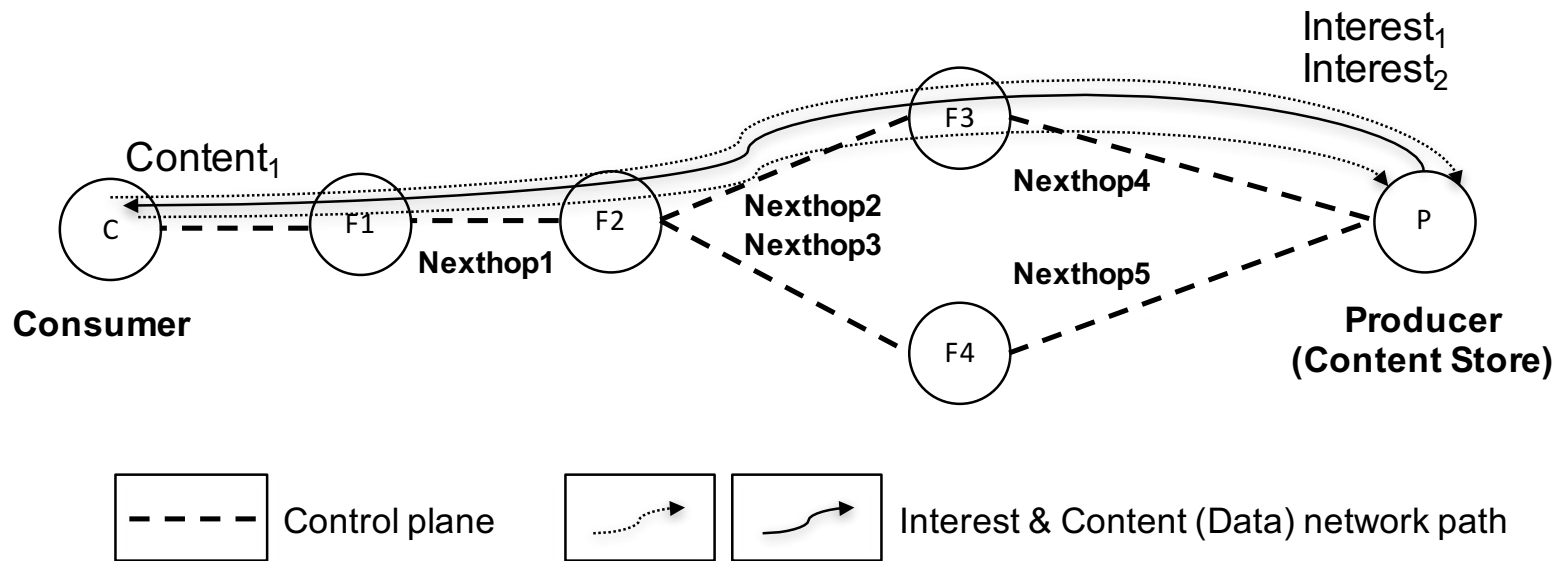 Interest₁
Interest₂
Content₁
F3
C
F1
F2
P
Nexthop1
Nexthop2
Nexthop3
Nexthop4
Nexthop5
F4
Consumer
Producer
(Content Store)
Control plane
Interest & Content (Data) network path